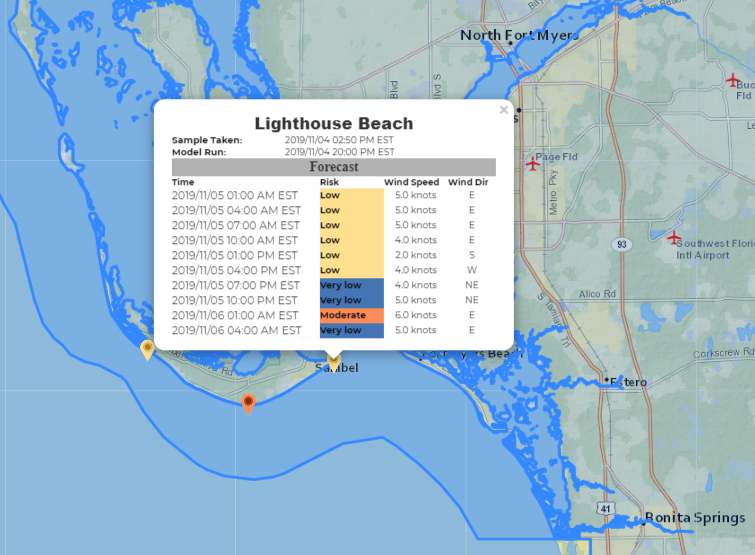 North Fort Myers
Blvd
Blvd S
Buc
Fld
×
Lighthouse Beach
Sample Taken: 2019/11/04 02:50 PM EST
Model Run: 2019/11/04 20:00 PM EST
Forecast
Time Risk Wind Speed Wind Dir
2019/11/05 01:00 AM EST Low 5.0 knots E
2019/11/05 04:00 AM EST Low 5.0 knots E
2019/11/05 07:00 AM EST Low 5.0 knots E
2019/11/05 10:00 AM EST Low 4.0 knots E
2019/11/05 01:00 PM EST Low 2.0 knots S
2019/11/05 04:00 PM EST Low 4.0 knots W
2019/11/05 07:00 PM EST Very low 4.0 knots NE
2019/11/05 10:00 PM EST Very low 5.0 knots NE
2019/11/06 01:00 AM EST Moderate 6.0 knots E
2019/11/06 04:00 AM EST Very low 5.0 knots E
s
Le
Page Fld
Metro Pky
93
Southwest Flori
Intl Airport
Alico Rd
S Tamiami Trl
Beach
Corkscrew Rd
Sanibel
Estero
41
Bonita Springs